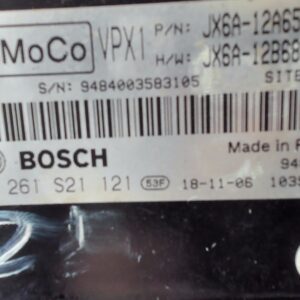 MoCo VPX1 P/N: JX6A-12A65
H/W: JX6A-12B68
S/N: 9484003583105 SITE
BOSCH Made in
94
261 S21 121 53F 18-11-06 1039